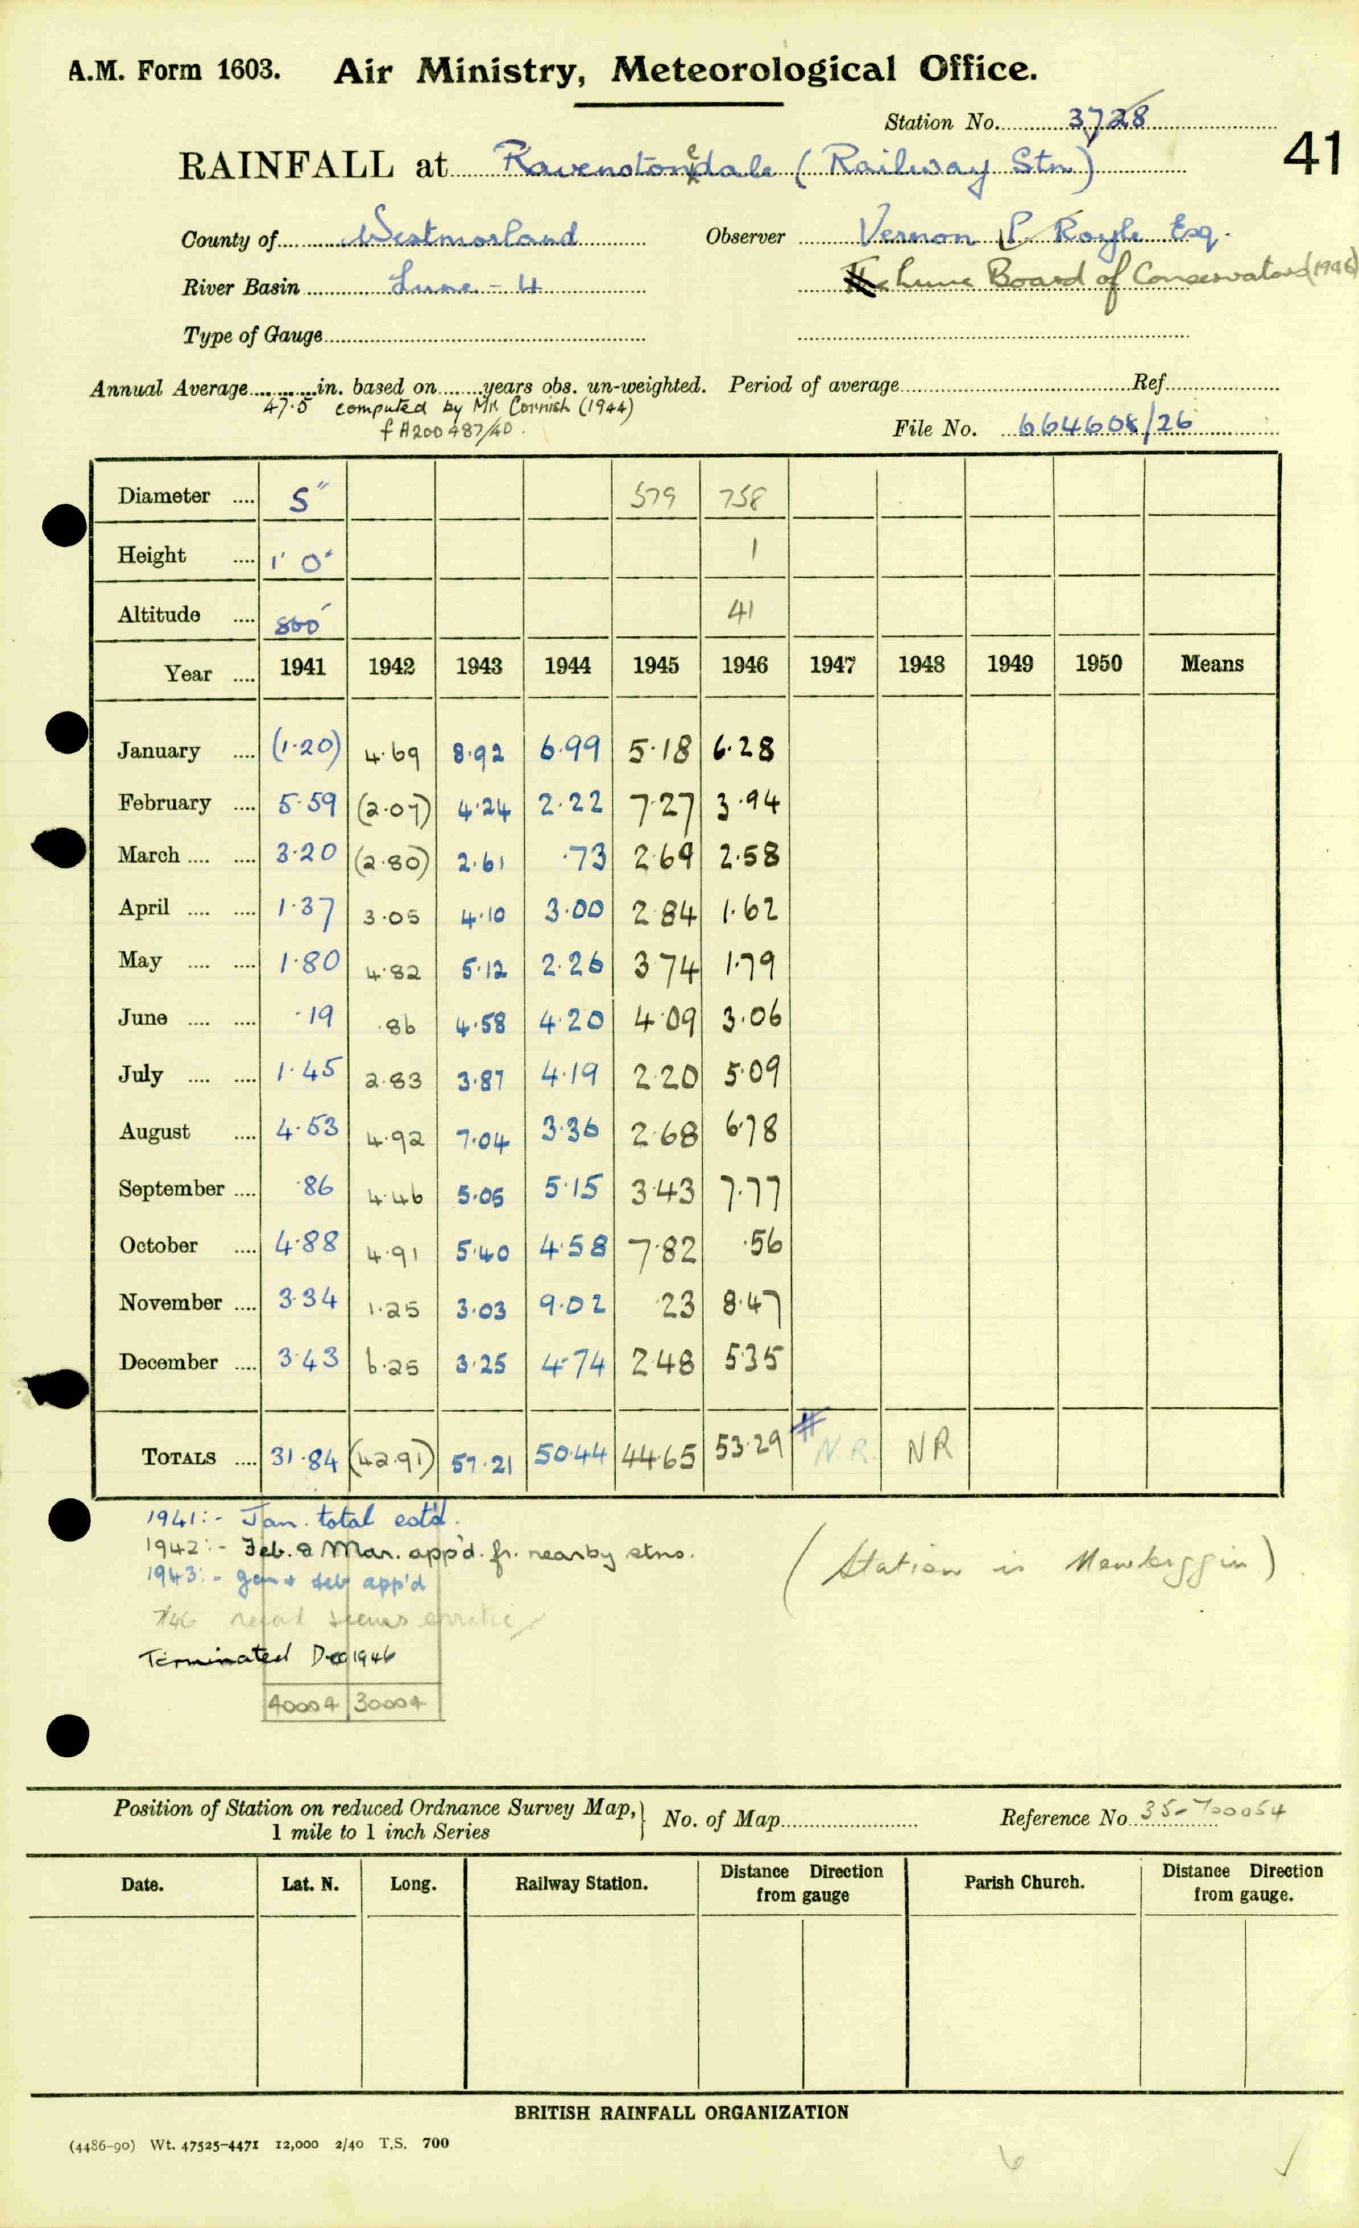 A.M. Form 1603. Air Ministry, Meteorological Office.
Station No. 3728
41
RAINFALL at Ravenstonedale (Railway Stn)
County of Westmorland Observer Vernon P Royle Esq.
River Basin Lune - 4 Lune Board of Conservators (1946)
Type of Gauge
Annual Average in. based on years obs. un-weighted. Period of average Ref
47.5 computed by Mr Cornish (1944)
f A200487/40.
File No. 664608/26
Diameter 5" 579 758
Height 1' 0" 1
Altitude 800' 41
Year 1941 1942 1943 1944 1945 1946 1947 1948 1949 1950 Means
January (1.20) 4.69 8.92 6.99 5.18 6.28
February 5.59 (2.07) 4.24 2.22 7.27 3.94
March 3.20 (2.80) 2.61 .73 2.69 2.58
April 1.37 3.05 4.10 3.00 2.84 1.62
May 1.80 4.82 5.12 2.26 3.74 1.79
June .19 .86 4.58 4.20 4.09 3.06
July 1.45 2.83 3.87 4.19 2.20 5.09
August 4.53 4.92 7.04 3.36 2.68 6.78
September .86 4.46 5.05 5.15 3.43 7.77
October 4.88 4.91 5.40 4.58 7.82 .56
November 3.34 1.25 3.03 9.02 .23 8.47
December 3.43 6.25 3.25 4.74 2.48 5.35
TOTALS 31.84 (42.91) 57.21 50.44 44.65 53.29 N.R. NR
1941:- Jan. total estd.
1942:- Feb. & Mar. app'd. fr. nearby stns.
1943:- Jan & Feb app'd
(Station is Newbiggin)
7/46 record seems erratic
Terminated Dec 1946
40004 30004
Position of Station on reduced Ordnance Survey Map,
1 mile to 1 inch Series
No. of Map
Reference No. 35-700054
Date. Lat. N. Long. Railway Station. Distance Direction from gauge Parish Church. Distance Direction from gauge.
BRITISH RAINFALL ORGANIZATION
(4486-90) Wt. 47525-4471 12,000 2/40 T.S. 700
6